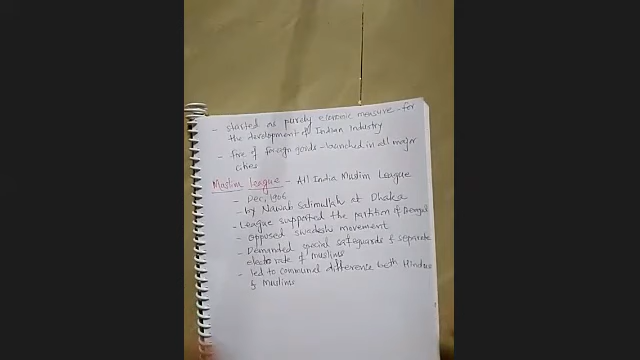 - started as purely economic measure for
the development of Indian Industry
- fire of foreign goods - launched in all major
cities
Muslim league - All India Muslim League
- Dec, 1906
- by Nawab Salimullah at Dhaka
- League supported the partition of Bengal
- Opposed swadeshi movement
- Demanded special safeguards & separate
electorate of muslims
- led to communal difference both Hindus
& Muslims